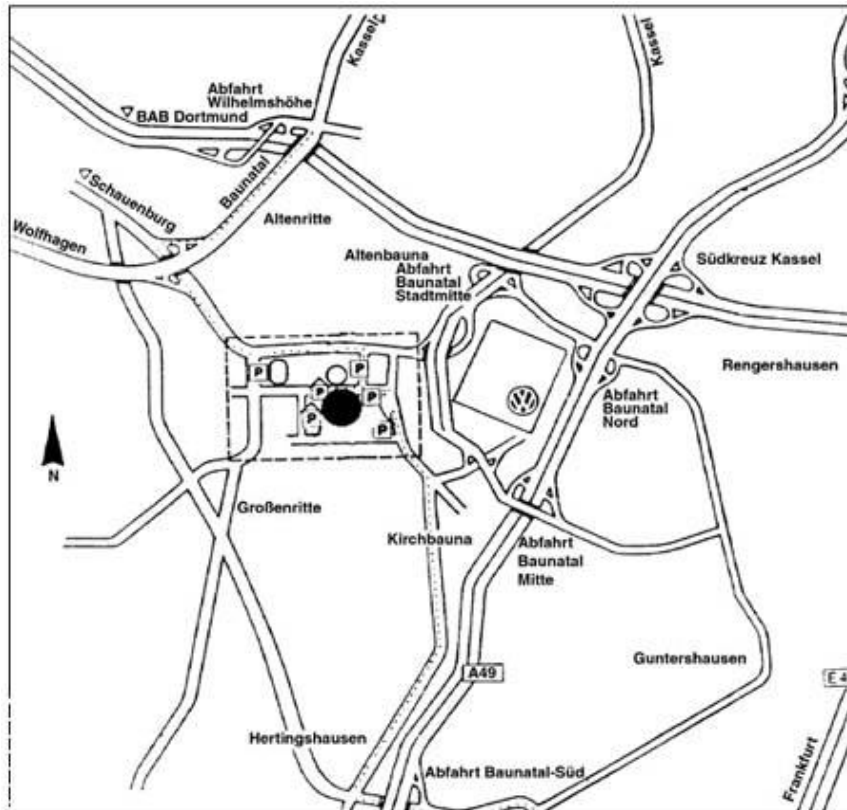 Kassel
Kassel
Abfahrt
Wilhelmshöhe
BAB Dortmund
Baunatal
Schauenburg
Altenritte
Wolfhagen
Altenbauna
Abfahrt
Baunatal
Stadtmitte
Südkreuz Kassel
Rengershausen
P
P
P
P
P
P
Abfahrt
Baunatal
Nord
N
Großenritte
Kirchbauna
Abfahrt
Baunatal
Mitte
Guntershausen
A49
E 4
Hertingshausen
Frankfurt
Abfahrt Baunatal-Süd